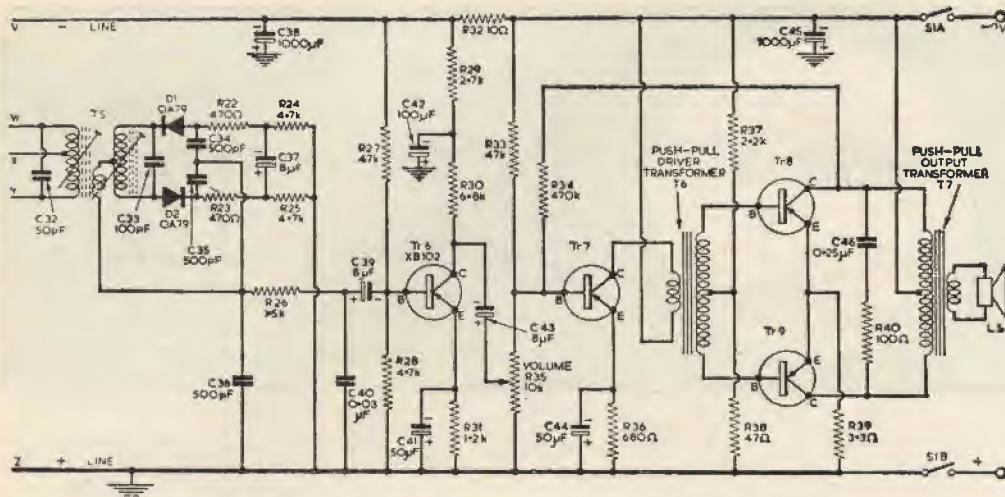 V - LINE
C38
1000µF
R32 10Ω
C45
1000µF
S1A
-
V
R29
2·7k
D1
OA79
R22
470Ω
R24
4·7k
C42
100µF
W
T5
C34
500pF
R27
47k
R33
47k
R37
2·2k
C37
8µF
PUSH-PULL
DRIVER
TRANSFORMER
T6
Tr8
PUSH-PULL
OUTPUT
TRANSFORMER
T7
X
R30
6·8k
R34
470k
C
E
B
C33
100pF
D2
OA79
R23
470Ω
R25
4·7k
Y
C32
50pF
C35
500pF
C39
8µF
Tr6
XB102
C
B
E
Tr7
C
B
E
C46
0·25µF
R26
C43
8µF
Tr9
R40
100Ω
LS
R28
4·7k
VOLUME
R35
10k
B
E
C
C36
500pF
C40
0·03
µF
C41
50µF
R31
1·2k
C44
50µF
R36
680Ω
R38
47Ω
R39
3·3Ω
Z + LINE
S1B
+